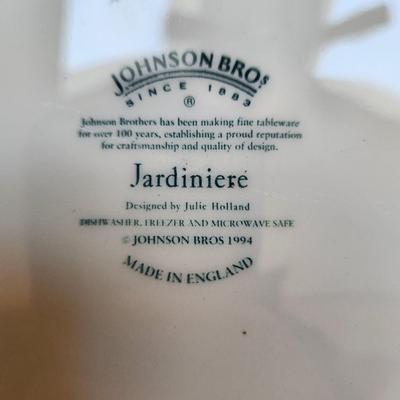 JOHNSON BROS
SINCE 1883
®
Johnson Brothers has been making fine tableware
for over 100 years, establishing a proud reputation
for craftsmanship and quality of design.
Jardiniere
Designed by Julie Holland
DISHWASHER, FREEZER AND MICROWAVE SAFE
© JOHNSON BROS 1994
MADE IN ENGLAND